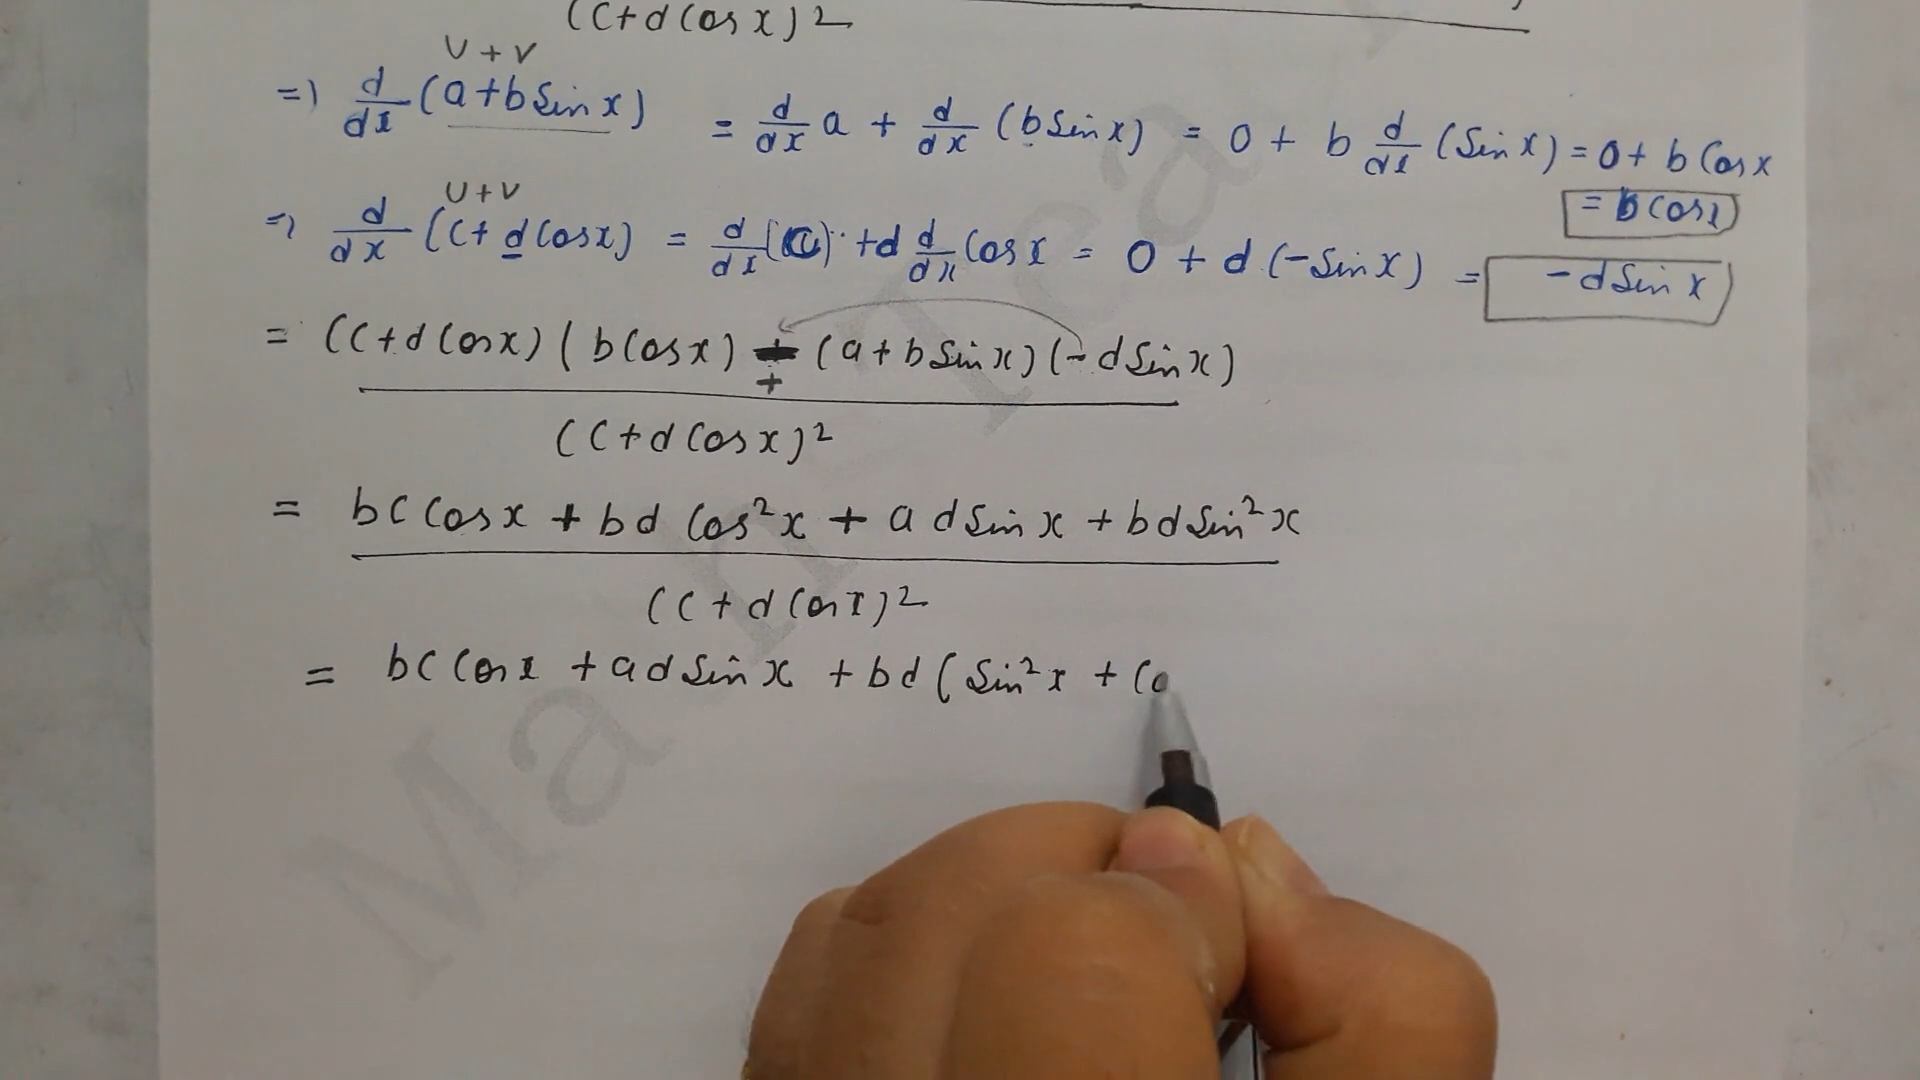 (c+d Cos x)2
U+V
=) d/dx (a+b Sin x) = d/dx a + d/dx (b Sin x) = 0 + b d/dx (Sin x) = 0 + b Cos x
= b Cos x
U+V
=) d/dx (c+d Cos x) = d/dx (c) + d d/dx Cos x = 0 + d (-Sin x) = -d Sin x
= (c+d Cos x) (b Cos x) + (a+b Sin x) (-d Sin x)
+
(c+d Cos x)²
= bc Cos x + bd Cos²x + ad Sin x + bd Sin²x
(c+d Cos x)2
= bc Cos x + ad Sin x + bd (Sin²x + Co